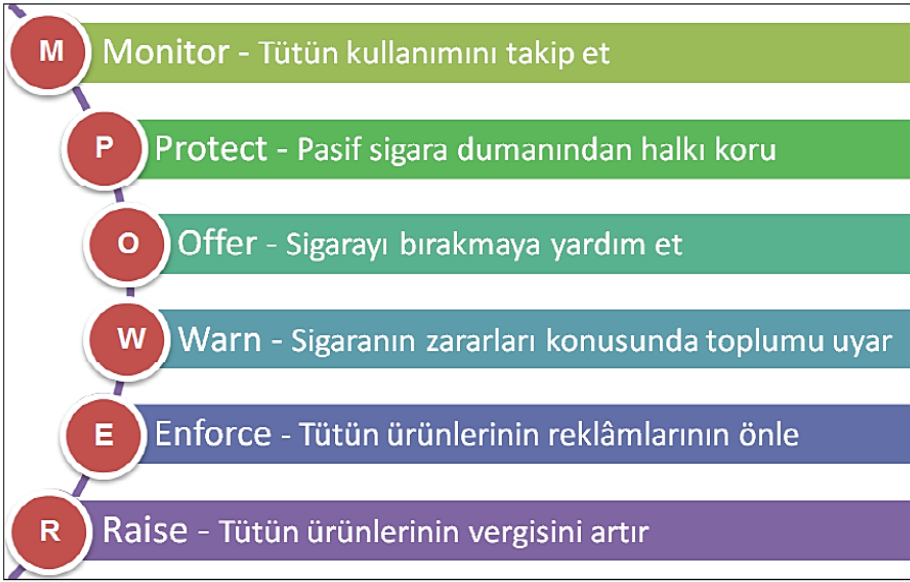 M Monitor - Tütün kullanımını takip et
P Protect - Pasif sigara dumanından halkı koru
O Offer - Sigarayı bırakmaya yardım et
W Warn - Sigaranın zararları konusunda toplumu uyar
E Enforce - Tütün ürünlerinin reklâmlarının önle
R Raise - Tütün ürünlerinin vergisini artır